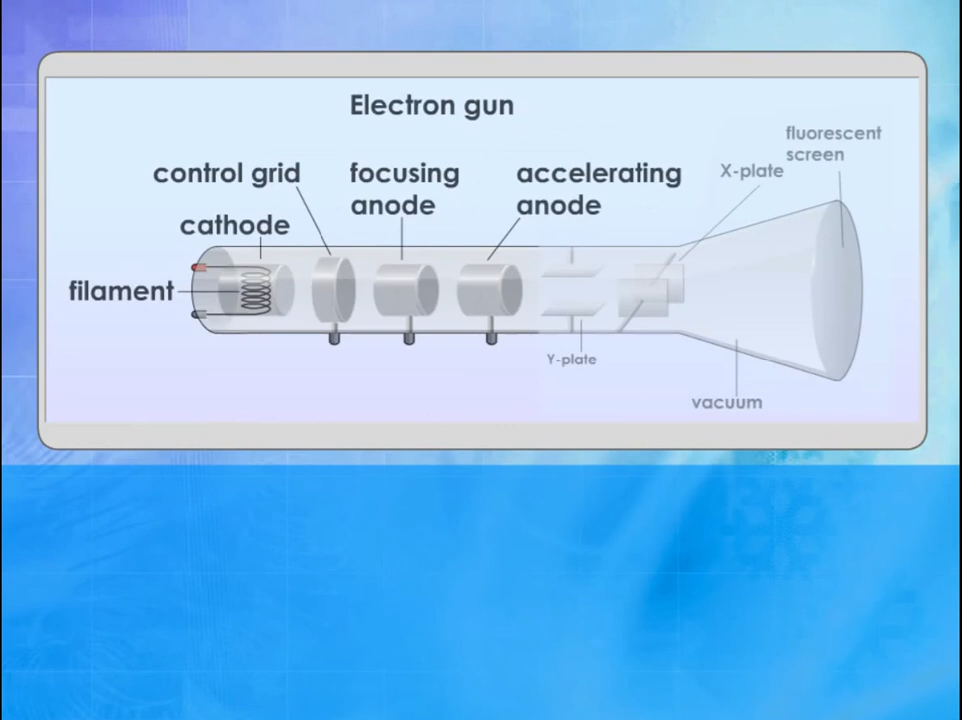 Electron gun
fluorescent
screen
control grid
focusing
anode
accelerating
anode
X-plate
cathode
filament
Y-plate
vacuum